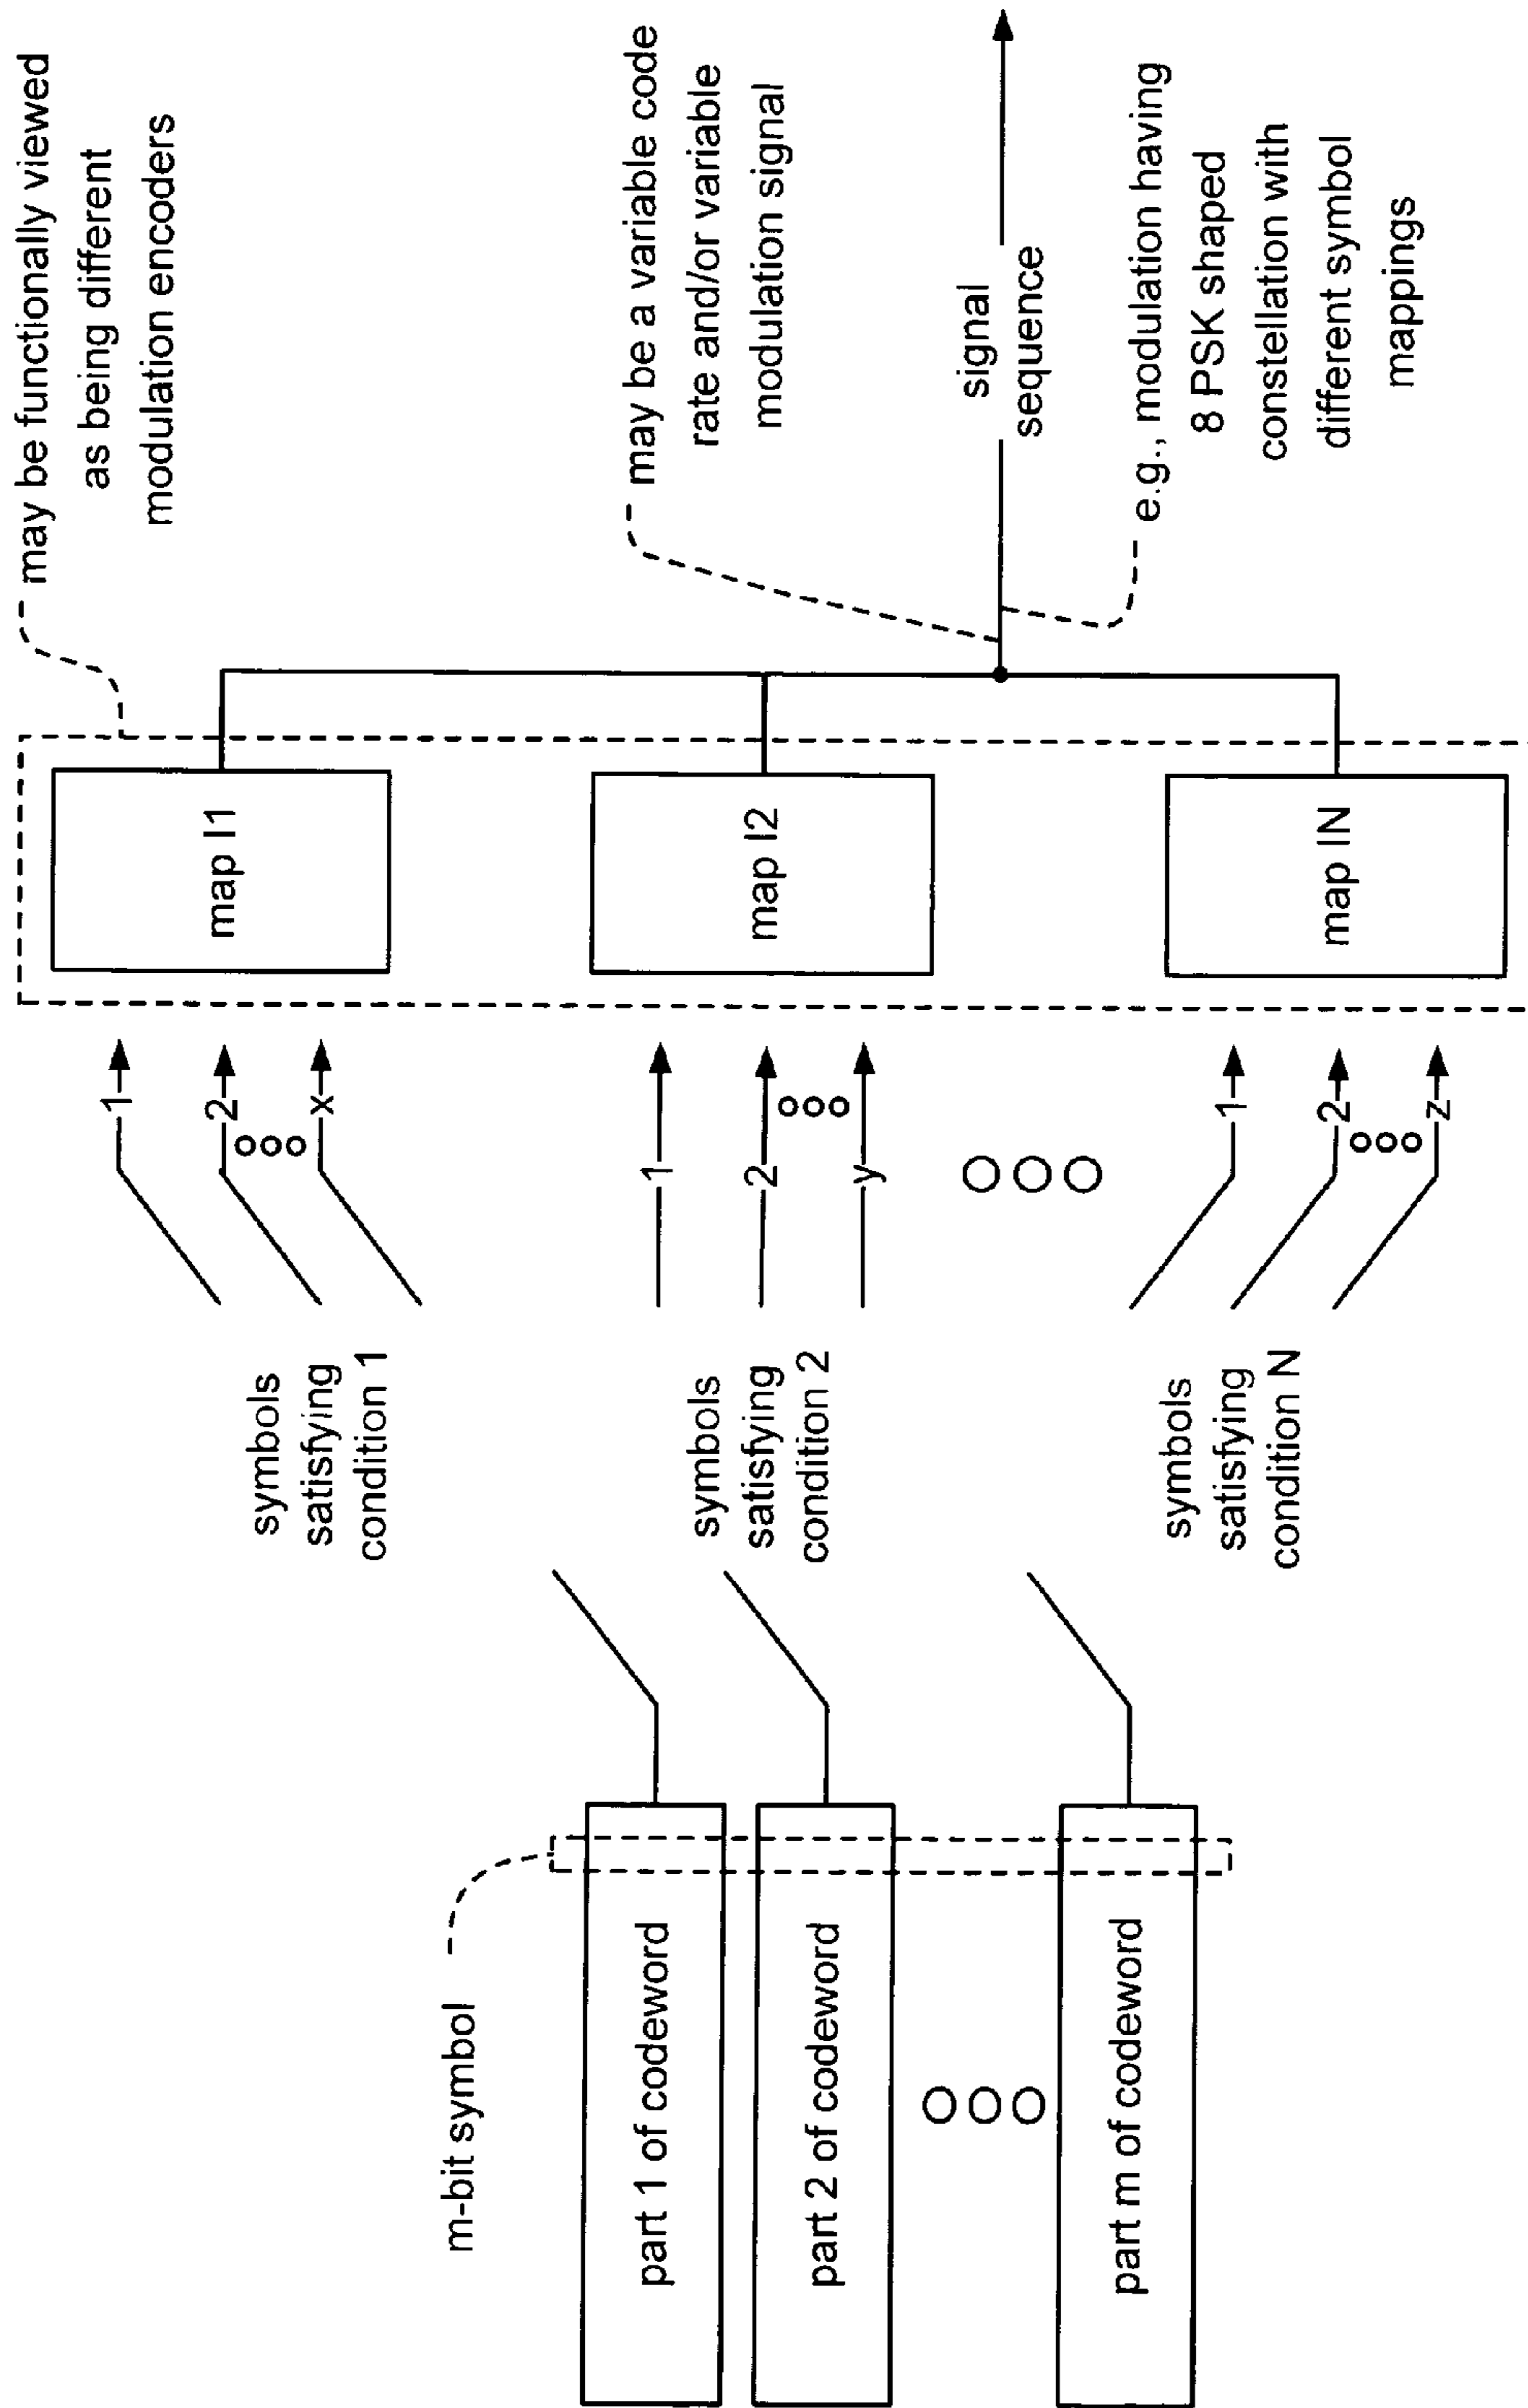 m-bit symbol
part 1 of codeword
part 2 of codeword
part m of codeword
symbols
satisfying
condition 1
1
2
x
symbols
satisfying
condition 2
1
2
y
symbols
satisfying
condition N
1
2
z
map I1
map I2
map IN
may be functionally viewed
as being different
modulation encoders
may be a variable code
rate and/or variable
modulation signal
signal
sequence
e.g., modulation having
8 PSK shaped
constellation with
different symbol
mappings